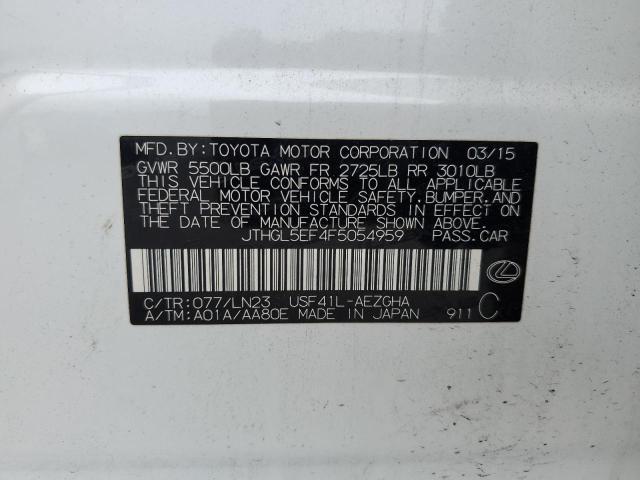 MFD. BY: TOYOTA MOTOR CORPORATION 03/15
GVWR 5500LB GAWR FR 2725LB RR 3010LB
THIS VEHICLE CONFORMS TO ALL APPLICABLE
FEDERAL MOTOR VEHICLE SAFETY, BUMPER, AND
THEFT PREVENTION STANDARDS IN EFFECT ON
THE DATE OF MANUFACTURE SHOWN ABOVE.
JTHGL5EF4F5054959 PASS. CAR
C/TR: 077/LN23 USF41L-AEZGHA
A/TM: A01A/AA80E MADE IN JAPAN 911 C